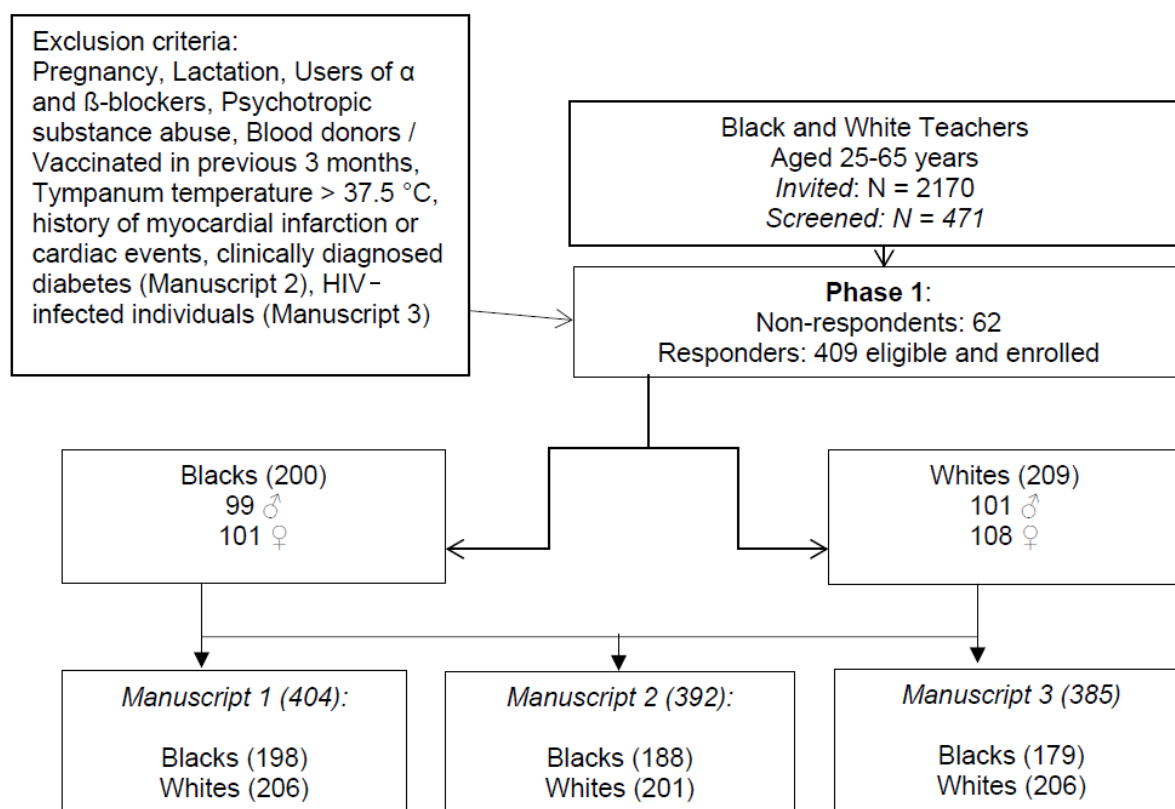 Exclusion criteria:
Pregnancy, Lactation, Users of α
and ß-blockers, Psychotropic
substance abuse, Blood donors /
Vaccinated in previous 3 months,
Tympanum temperature > 37.5 °C,
history of myocardial infarction or
cardiac events, clinically diagnosed
diabetes (Manuscript 2), HIV–
infected individuals (Manuscript 3)
Black and White Teachers
Aged 25-65 years
Invited: N = 2170
Screened: N = 471
Phase 1:
Non-respondents: 62
Responders: 409 eligible and enrolled
Blacks (200)
99 ♂
101 ♀
Whites (209)
101 ♂
108 ♀
Manuscript 1 (404):
Blacks (198)
Whites (206)
Manuscript 2 (392):
Blacks (188)
Whites (201)
Manuscript 3 (385)
Blacks (179)
Whites (206)